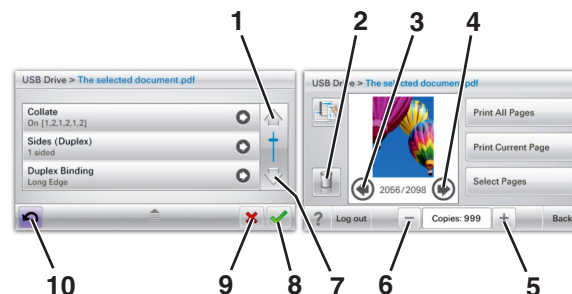 1
2
3
4
USB Drive > The selected document.pdf
Collate
On [1,2,1,2,1,2]
Sides (Duplex)
1 sided
Duplex Binding
Long Edge
USB Drive > The selected document.pdf
Print All Pages
Print Current Page
Select Pages
2056/2098
? Log out
Copies: 999
Back
10
9
8
7
6
5